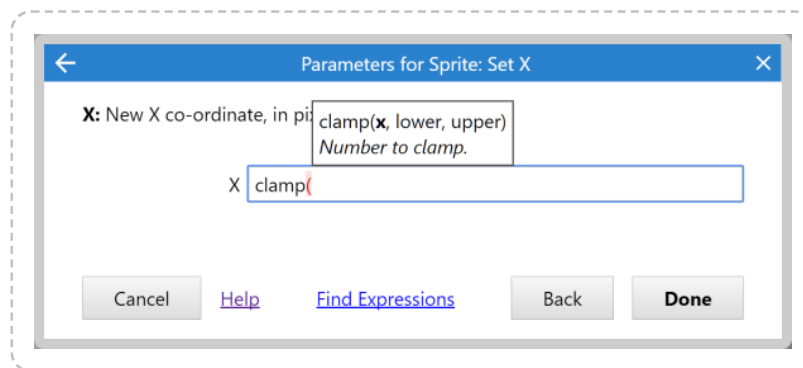 Parameters for Sprite: Set X
X: New X co-ordinate, in pi
clamp(x, lower, upper)
Number to clamp.
X clamp(
Cancel Help Find Expressions Back Done